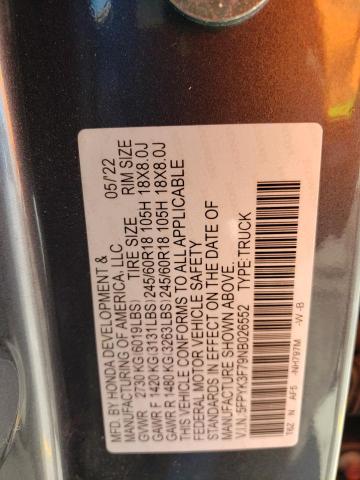 MFD. BY HONDA DEVELOPMENT & 05/'22
MANUFACTURING OF AMERICA, LLC
TIRE SIZE RIM SIZE
GVWR 2730 KG(6019LBS)
GAWR F 1420 KG(3131LBS) 245/60R18 105H 18X8.0J
GAWR R 1480 KG(3263LBS) 245/60R18 105H 18X8.0J
THIS VEHICLE CONFORMS TO ALL APPLICABLE
FEDERAL MOTOR VEHICLE SAFETY
STANDARDS IN EFFECT ON THE DATE OF
MANUFACTURE SHOWN ABOVE.
V.I.N.:5FPYK3F79NB026552 TYPE:TRUCK
T6Z N AF5 -NH797M -W -B